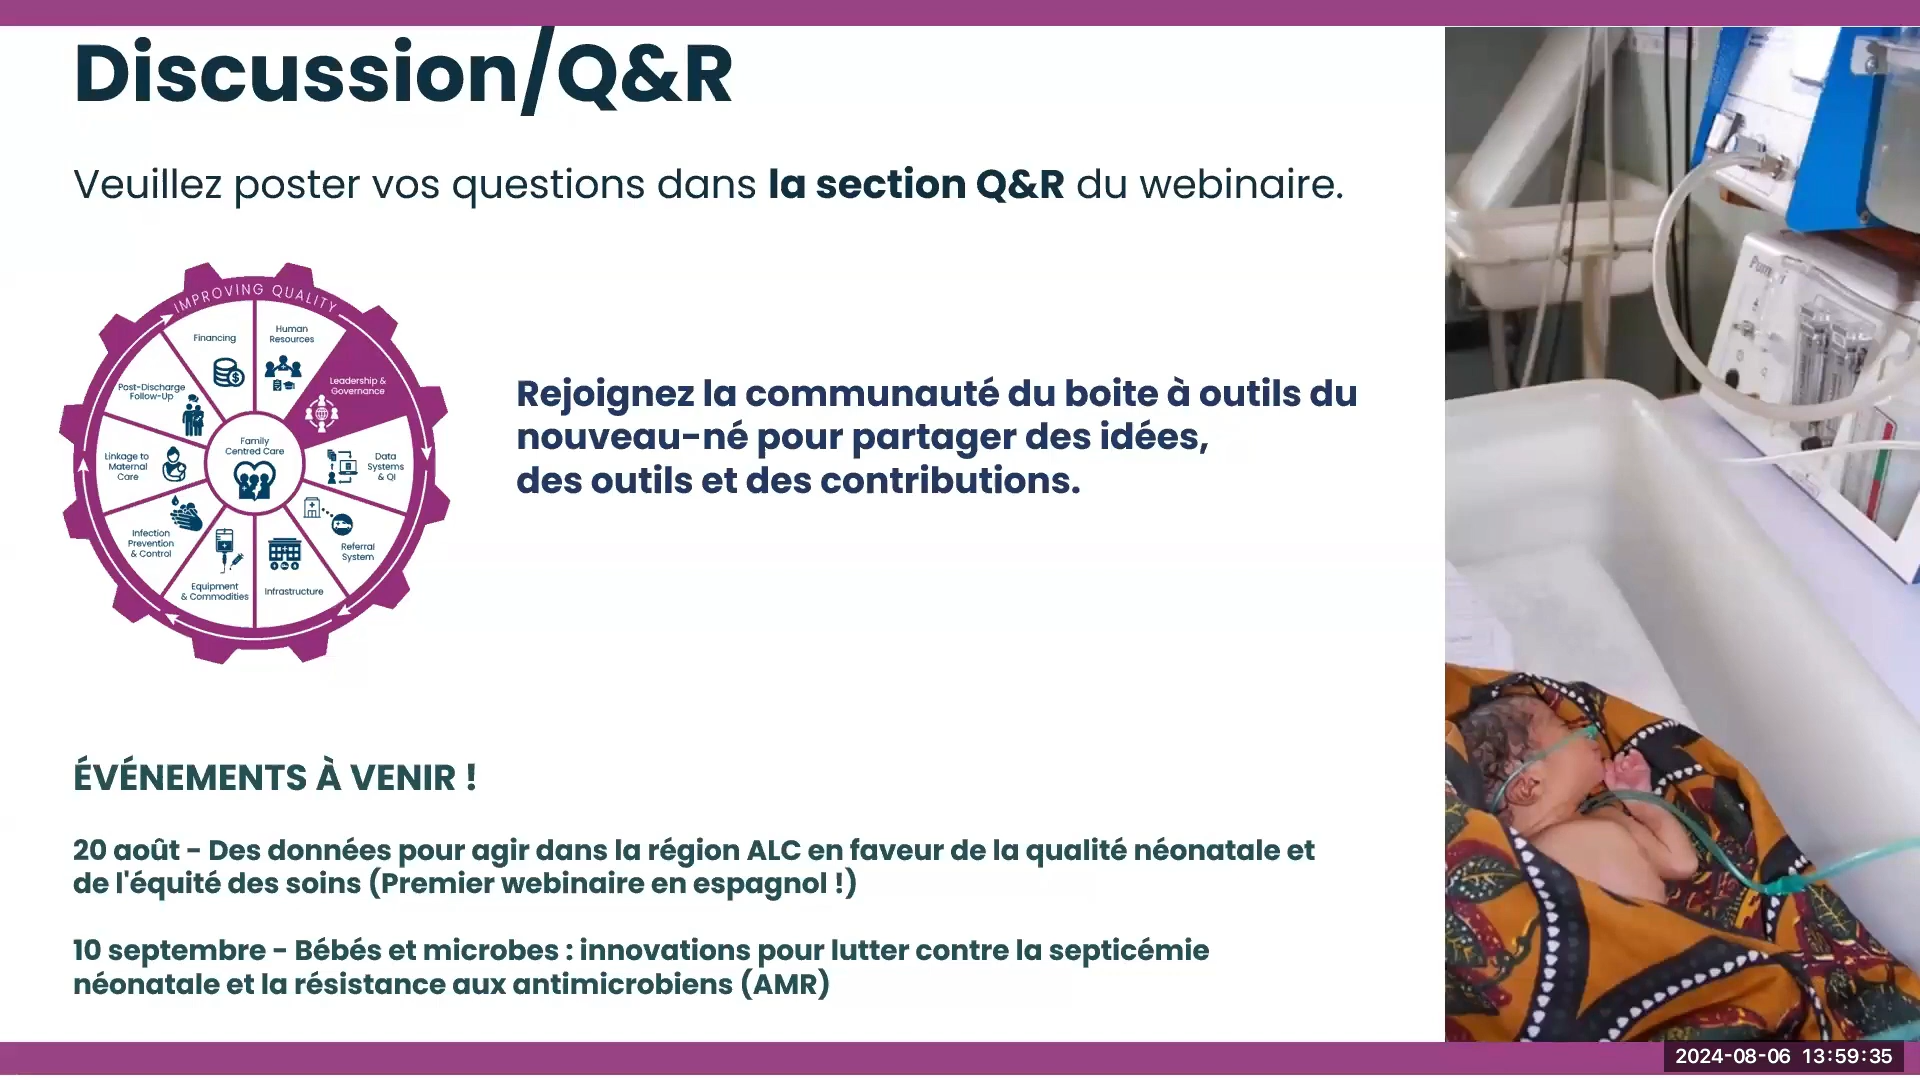 Discussion/Q&R
Veuillez poster vos questions dans la section Q&R du webinaire.
IMPROVING QUALITY
Financing
Human
Resources
Leadership &
Governance
Post-Discharge
Follow-Up
Family
Centred Care
Linkage to
Maternal
Care
Data
Systems
& QI
Infection
Prevention
& Control
Referral
System
Equipment
& Commodities
Infrastructure
Rejoignez la communauté du boite à outils du
nouveau-né pour partager des idées,
des outils et des contributions.
ÉVÉNEMENTS À VENIR !
20 août - Des données pour agir dans la région ALC en faveur de la qualité néonatale et
de l'équité des soins (Premier webinaire en espagnol !)
10 septembre - Bébés et microbes : innovations pour lutter contre la septicémie
néonatale et la résistance aux antimicrobiens (AMR)
2024-08-06 13:59:35